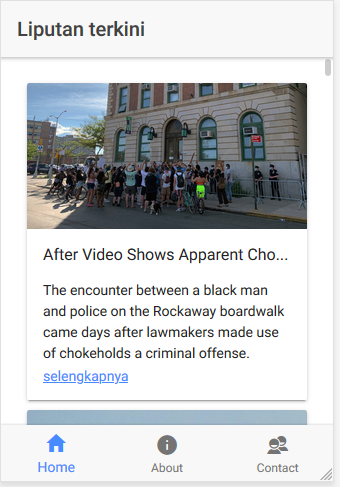 Liputan terkini
After Video Shows Apparent Cho...
The encounter between a black man
and police on the Rockaway boardwalk
came days after lawmakers made use
of chokeholds a criminal offense.
selengkapnya
Home
About
Contact